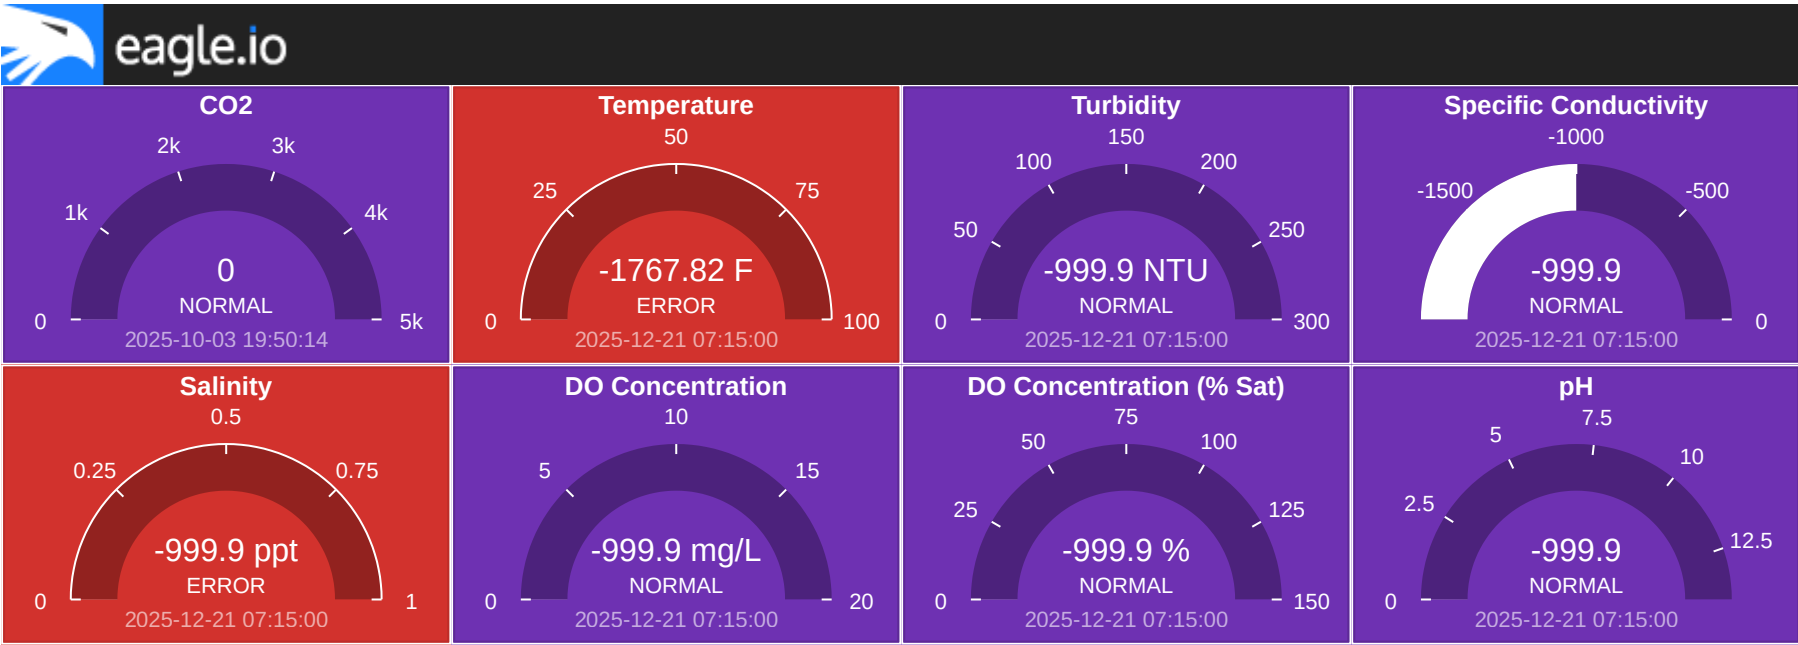 eagle.io
CO2
0
1k
2k
3k
4k
5k
0
NORMAL
2025-10-03 19:50:14
Temperature
0
25
50
75
100
-1767.82 F
ERROR
2025-12-21 07:15:00
Turbidity
0
50
100
150
200
250
300
-999.9 NTU
NORMAL
2025-12-21 07:15:00
Specific Conductivity
-1500
-1000
-500
0
-999.9
NORMAL
2025-12-21 07:15:00
Salinity
0
0.25
0.5
0.75
1
-999.9 ppt
ERROR
2025-12-21 07:15:00
DO Concentration
0
5
10
15
20
-999.9 mg/L
NORMAL
2025-12-21 07:15:00
DO Concentration (% Sat)
0
25
50
75
100
125
150
-999.9 %
NORMAL
2025-12-21 07:15:00
pH
0
2.5
5
7.5
10
12.5
-999.9
NORMAL
2025-12-21 07:15:00